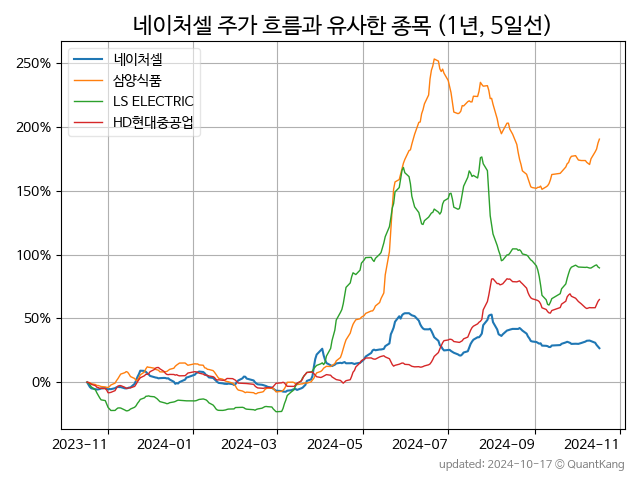 네이처셀 주가 흐름과 유사한 종목 (1년, 5일선)
네이처셀
삼양식품
LS ELECTRIC
HD현대중공업
250%
200%
150%
100%
50%
0%
2023-11 2024-01 2024-03 2024-05 2024-07 2024-09 2024-11
updated: 2024-10-17 © QuantKang